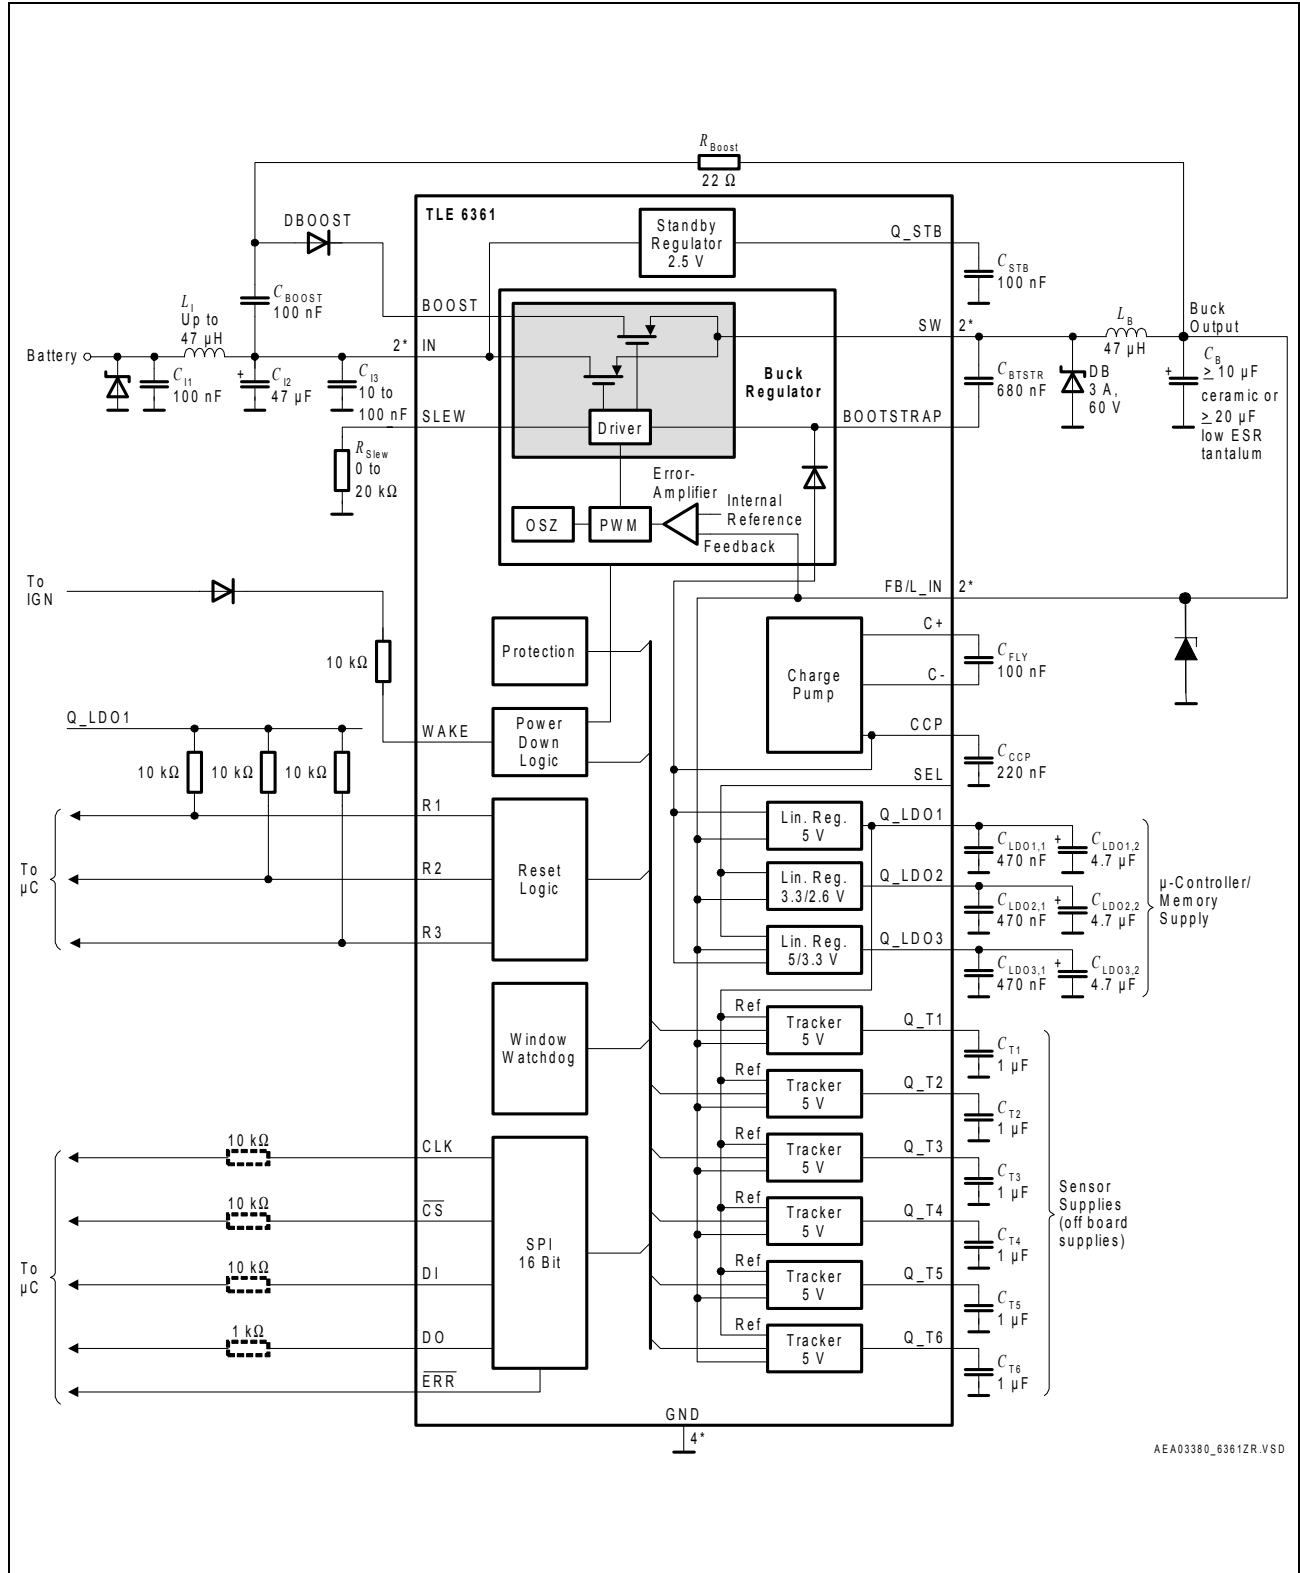 R Boost
22 Ω
TLE 6361
DBOOST
Standby
Regulator
2.5 V
Q_STB
C STB
100 nF
C BOOST
100 nF
L I
Up to
47 µH
BOOST
SW 2*
L B
47 µH
Buck
Output
Battery
2* IN
C I1
100 nF
+
C I2
47 µF
C I3
10 to
100 nF
Buck
Regulator
C BTSTR
680 nF
DB
3 A,
60 V
+
C B
≥ 10 µF
ceramic or
≥ 20 µF
low ESR
tantalum
SLEW
Driver
BOOTSTRAP
R Slew
0 to
20 kΩ
Error-
Amplifier
Internal
Reference
OSZ
PWM
Feedback
To
IGN
FB/L_IN 2*
10 kΩ
Protection
Charge
Pump
C+
C-
C FLY
100 nF
Q_LDO1
WAKE
Power
Down
Logic
CCP
C CCP
220 nF
10 kΩ
10 kΩ
10 kΩ
SEL
To
µC
R1
R2
R3
Reset
Logic
Lin. Reg.
5 V
Q_LDO1
C LDO1,1
470 nF
+
C LDO1,2
4.7 µF
Lin. Reg.
3.3/2.6 V
Q_LDO2
C LDO2,1
470 nF
+
C LDO2,2
4.7 µF
Lin. Reg.
5/3.3 V
Q_LDO3
C LDO3,1
470 nF
+
C LDO3,2
4.7 µF
µ-Controller/
Memory
Supply
Window
Watchdog
Ref
Tracker
5 V
Q_T1
C T1
1 µF
Ref
Tracker
5 V
Q_T2
C T2
1 µF
Ref
Tracker
5 V
Q_T3
C T3
1 µF
Ref
Tracker
5 V
Q_T4
C T4
1 µF
Ref
Tracker
5 V
Q_T5
C T5
1 µF
Ref
Tracker
5 V
Q_T6
C T6
1 µF
Sensor
Supplies
(off board
supplies)
To
µC
10 kΩ
CLK
10 kΩ
C̅S̅
10 kΩ
DI
1 kΩ
DO
E̅R̅R̅
SPI
16 Bit
GND
4*
AEA03380_6361ZR.VSD